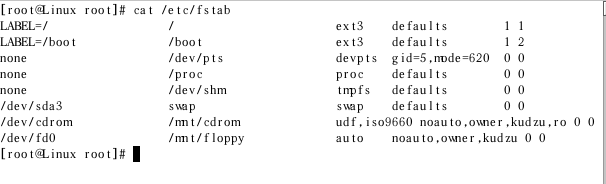 [root@Linux root]# cat /etc/fstab
LABEL=/ / ext3 defaults 1 1
LABEL=/boot /boot ext3 defaults 1 2
none /dev/pts devpts gid=5,mode=620 0 0
none /proc proc defaults 0 0
none /dev/shm tmpfs defaults 0 0
/dev/sda3 swap swap defaults 0 0
/dev/cdrom /mnt/cdrom udf,iso9660 noauto,owner,kudzu,ro 0 0
/dev/fd0 /mnt/floppy auto noauto,owner,kudzu 0 0
[root@Linux root]#